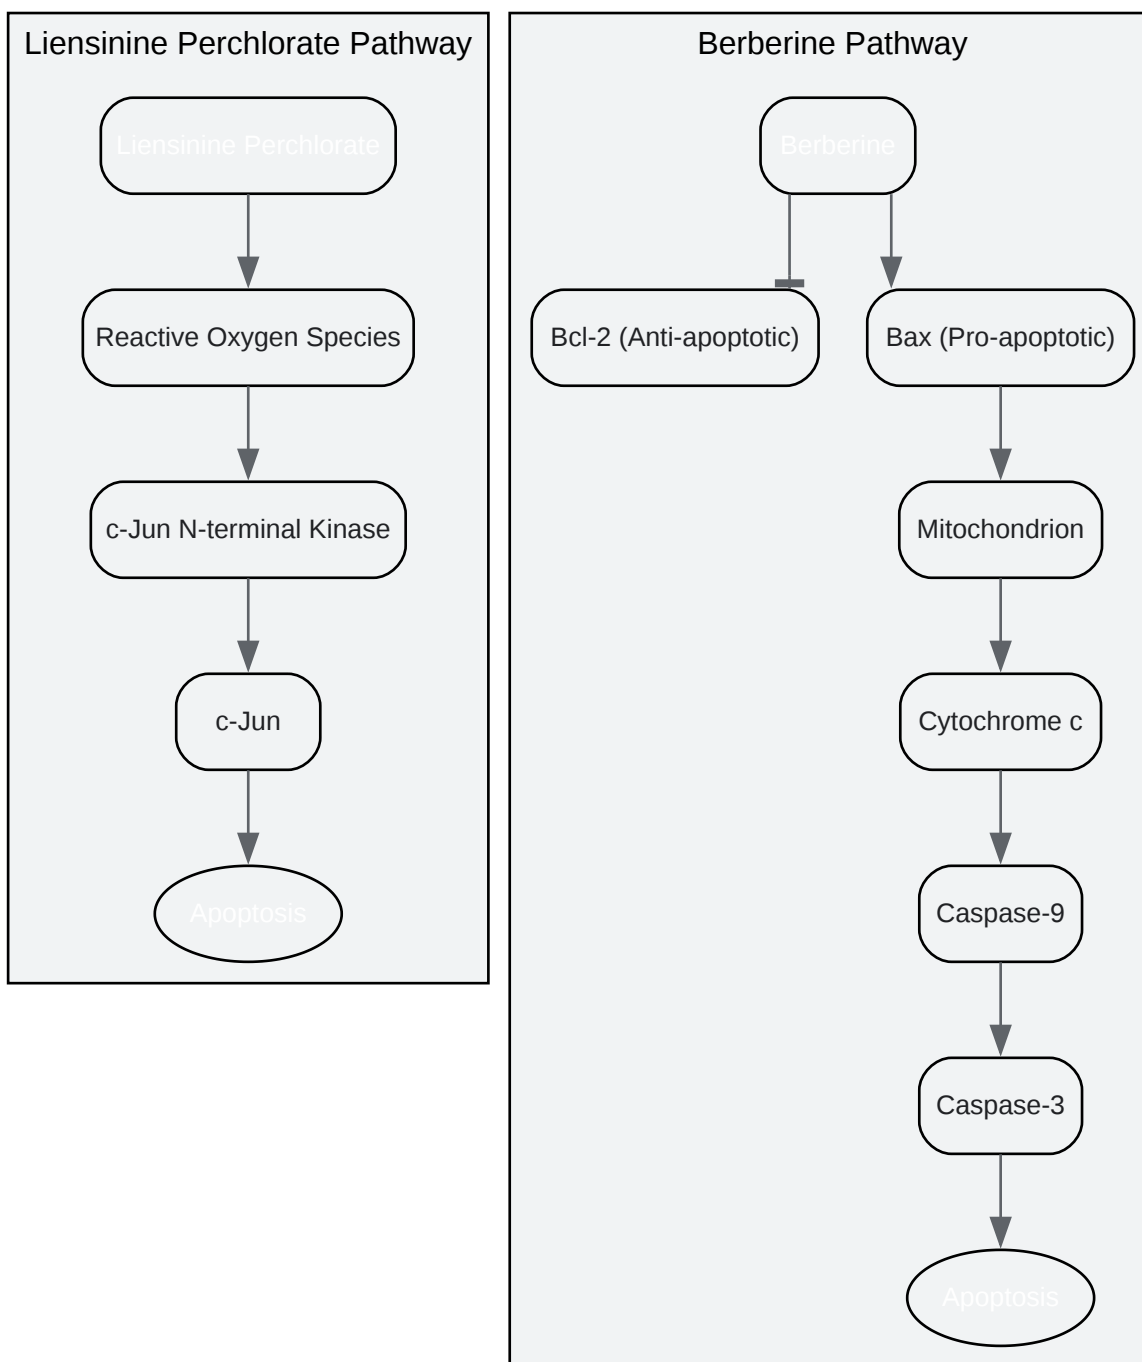 Liensinine Perchlorate Pathway
Liensinine Perchlorate
Reactive Oxygen Species
c-Jun N-terminal Kinase
c-Jun
Apoptosis
Berberine Pathway
Berberine
Bcl-2 (Anti-apoptotic)
Bax (Pro-apoptotic)
Mitochondrion
Cytochrome c
Caspase-9
Caspase-3
Apoptosis